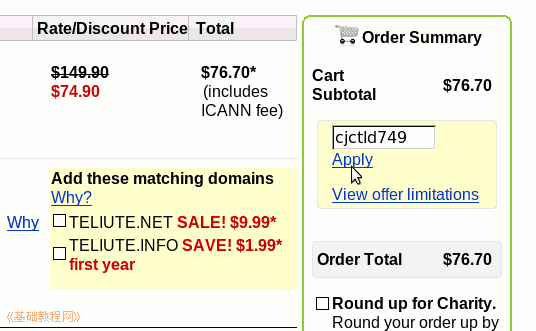 Rate/Discount Price
Total
$149.90
$74.90
$76.70*
(includes
ICANN fee)
Add these matching domains
Why?
Why
TELIUTE.NET SALE! $9.99*
TELIUTE.INFO SAVE! $1.99*
first year
《基础教程网》
Order Summary
Cart
Subtotal
$76.70
cjctld749
Apply
View offer limitations
Order Total
$76.70
Round up for Charity.
Round your order up by